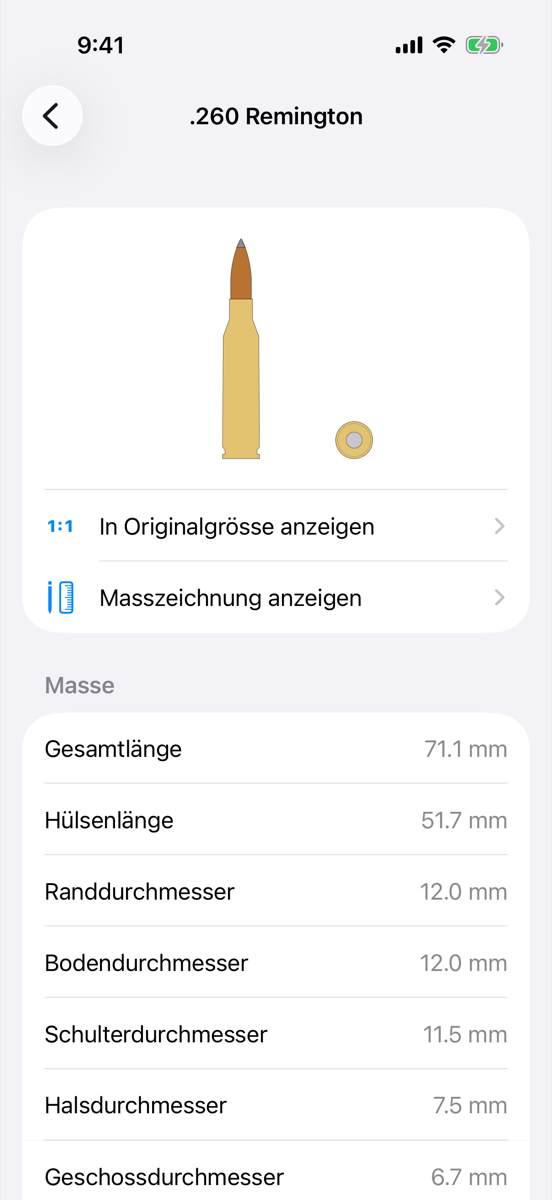 9:41
.260 Remington
1:1 In Originalgrösse anzeigen
Masszeichnung anzeigen
Masse
Gesamtlänge 71.1 mm
Hülsenlänge 51.7 mm
Randdurchmesser 12.0 mm
Bodendurchmesser 12.0 mm
Schulterdurchmesser 11.5 mm
Halsdurchmesser 7.5 mm
Geschossdurchmesser 6.7 mm